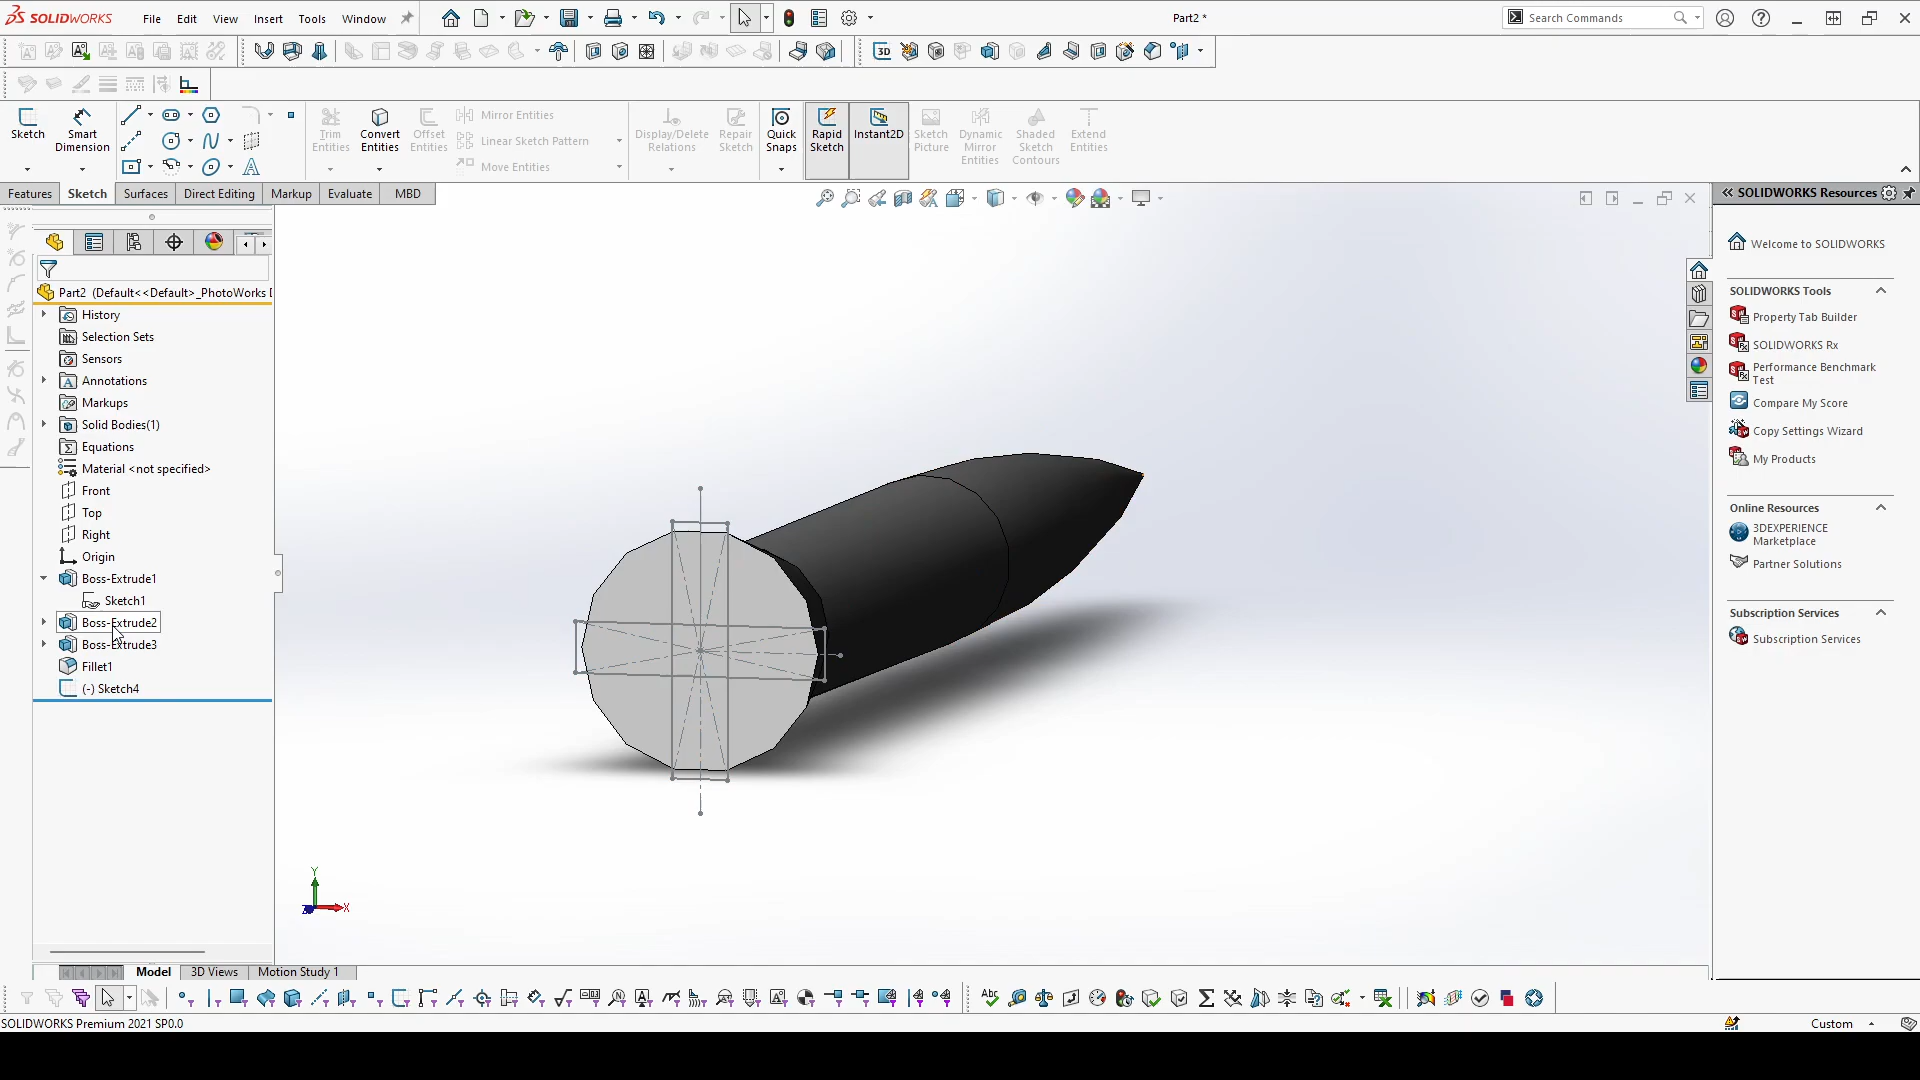 SOLIDWORKS File Edit View Insert Tools Window Part2 * Search Commands
Sketch Smart Dimension Trim Entities Convert Entities Offset Entities Mirror Entities Linear Sketch Pattern Move Entities Display/Delete Relations Repair Sketch Quick Snaps Rapid Sketch Instant2D Sketch Picture Dynamic Mirror Entities Shaded Sketch Contours Extend Entities
Features Sketch Surfaces Direct Editing Markup Evaluate MBD
Part2 (Default<<Default>_PhotoWorks
History
Selection Sets
Sensors
Annotations
Markups
Solid Bodies(1)
Equations
Material <not specified>
Front
Top
Right
Origin
Boss-Extrude1
Sketch1
Boss-Extrude2
Boss-Extrude3
Fillet1
(-) Sketch4
Y
X
Z
SOLIDWORKS Resources
Welcome to SOLIDWORKS
SOLIDWORKS Tools
Property Tab Builder
SOLIDWORKS Rx
Performance Benchmark
Test
Compare My Score
Copy Settings Wizard
My Products
Online Resources
3DEXPERIENCE
Marketplace
Partner Solutions
Subscription Services
Subscription Services
Model 3D Views Motion Study 1
SOLIDWORKS Premium 2021 SP0.0 Custom